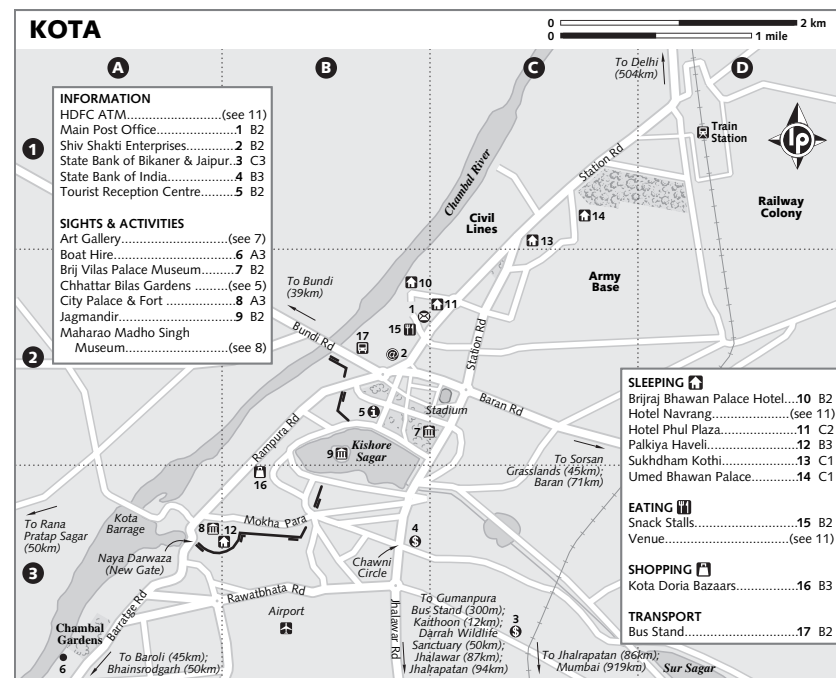 KOTA
0 2 km
0 1 mile
A B C D
1
2
3
INFORMATION
HDFC ATM........................(see 11)
Main Post Office....................1 B2
Shiv Shakti Enterprises..........2 B2
State Bank of Bikaner & Jaipur..3 C3
State Bank of India................4 B3
Tourist Reception Centre.......5 B2
SIGHTS & ACTIVITIES
Art Gallery...........................(see 7)
Boat Hire...............................6 A3
Brij Vilas Palace Museum.......7 B2
Chhattar Bilas Gardens ........(see 5)
City Palace & Fort .................8 A3
Jagmandir..............................9 B2
Maharao Madho Singh
Museum..........................(see 8)
To Delhi
(504km)
Train
Station
lp
Station Rd
Railway
Colony
Chambal River
Civil
Lines
14
13
Army
Base
To Bundi
(39km)
10
11
1
15
17
@ 2
Bundi Rd
Station Rd
Stadium
Baran Rd
5
7
Rampura Rd
9
Kishore
Sagar
16
To Sorsan
Grasslands (45km);
Baran (71km)
SLEEPING
Brijraj Bhawan Palace Hotel....10 B2
Hotel Navrang....................(see 11)
Hotel Phul Plaza...................11 C2
Palkiya Haveli.......................12 B3
Sukhdham Kothi...................13 C1
Umed Bhawan Palace...........14 C1
EATING
Snack Stalls..........................15 B2
Venue................................(see 11)
SHOPPING
Kota Doria Bazaars...............16 B3
TRANSPORT
Bus Stand.............................17 B2
To Rana
Pratap Sagar
(50km)
Kota
Barrage
8
12
Mokha Para
4
$
Naya Darwaza
(New Gate)
Chawni
Circle
Rawatbhata Rd
Airport
Jhalawar Rd
To Gumanpura
Bus Stand (300m);
Kaithoon (12km);
Darrah Wildlife
Sanctuary (50km);
Jhalawar (87km);
Jhalrapatan (94km)
3
$
Chambal
Gardens
6
Barratge Rd
To Baroli (45km);
Bhainsrodgarh (50km)
To Jhalrapatan (86km);
Mumbai (919km)
Sur Sagar